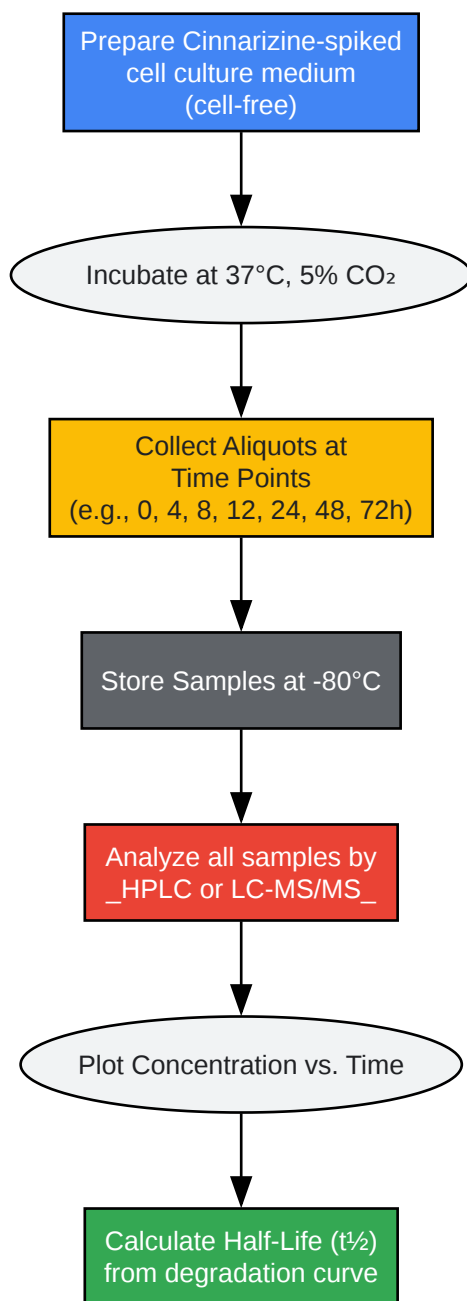 Prepare Cinnarizine-spiked
cell culture medium
(cell-free)
Incubate at 37°C, 5% CO₂
Collect Aliquots at
Time Points
(e.g., 0, 4, 8, 12, 24, 48, 72h)
Store Samples at -80°C
Analyze all samples by
_HPLC or LC-MS/MS_
Plot Concentration vs. Time
Calculate Half-Life (t½)
from degradation curve